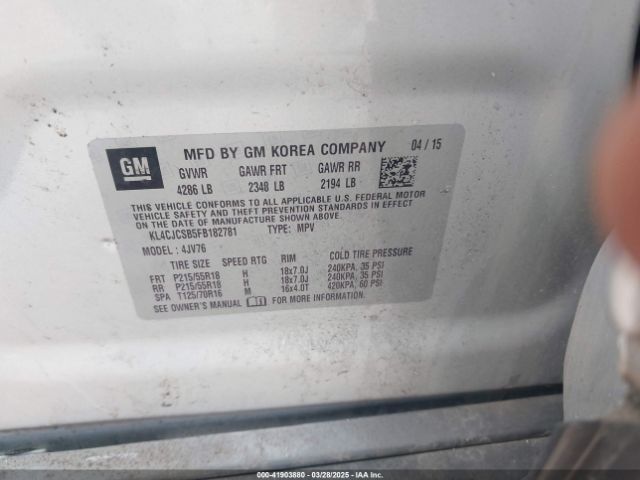 GM
MFD BY GM KOREA COMPANY 04 / 15
GVWR GAWR FRT GAWR RR
4286 LB 2348 LB 2194 LB
THIS VEHICLE CONFORMS TO ALL APPLICABLE U.S. FEDERAL MOTOR
VEHICLE SAFETY AND THEFT PREVENTION STANDARDS IN EFFECT ON
THE DATE OF MANUFACTURE SHOWN ABOVE.
KL4CJCSB5FB182781 TYPE: MPV
MODEL: 4JV76
TIRE SIZE SPEED RTG RIM COLD TIRE PRESSURE
FRT P215/55R18 H 18x7.0J 240KPA, 35 PSI
RR P215/55R18 H 18x7.0J 240KPA, 35 PSI
SPA T125/70R16 M 16x4.0T 420KPA, 60 PSI
SEE OWNER'S MANUAL FOR MORE INFORMATION.
000-41903880 - 03/28/2025 - IAA, Inc.